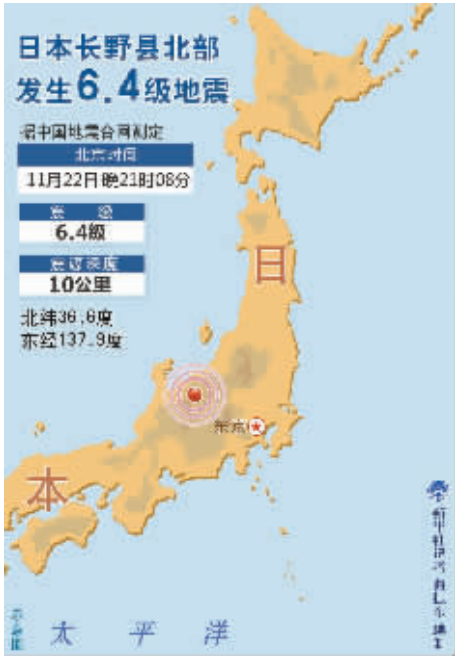 日本长野县北部
发生6.4级地震
据中国地震台网测定
北京时间
11月22日晚21时08分
震 级
6.4级
震源深度
10公里
北纬36.6度
东经137.9度
日
东京
本
太 平 洋
示意图